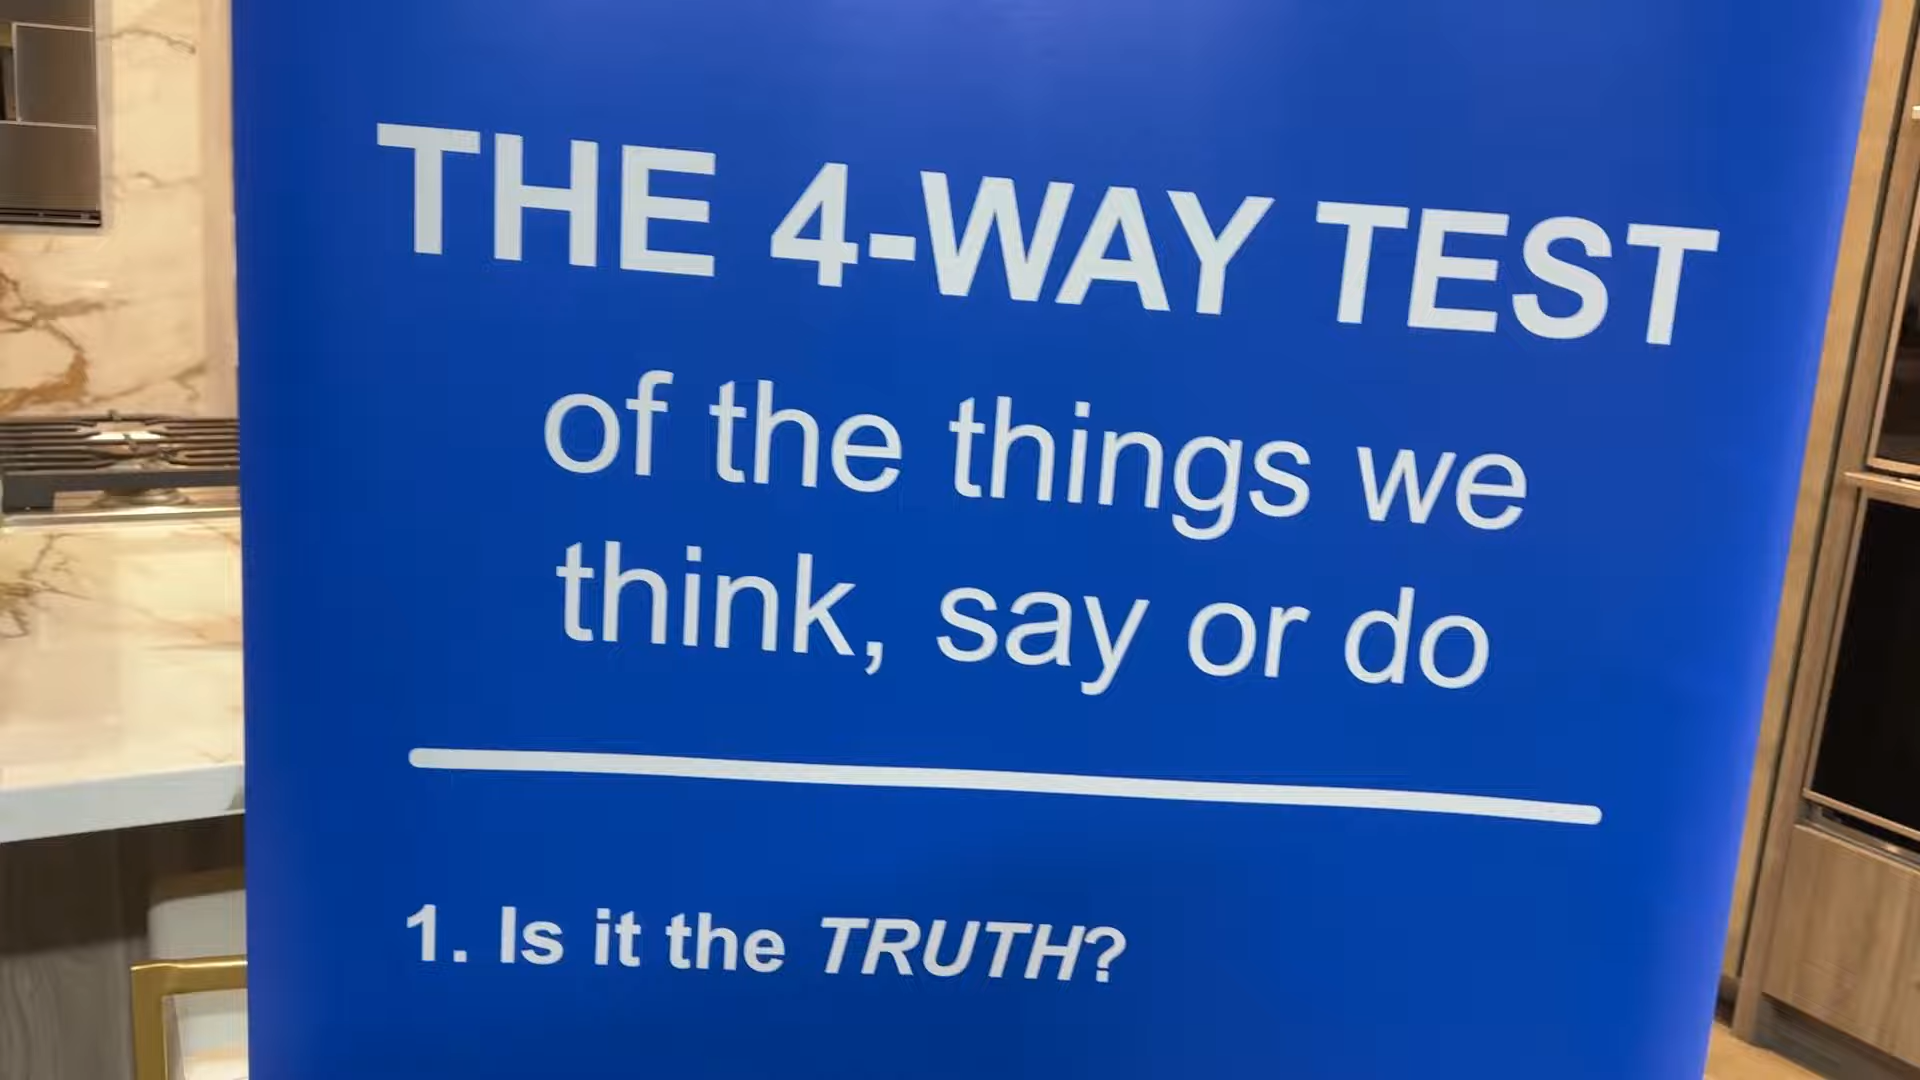 THE 4-WAY TEST
of the things we
think, say or do
1. Is it the TRUTH?